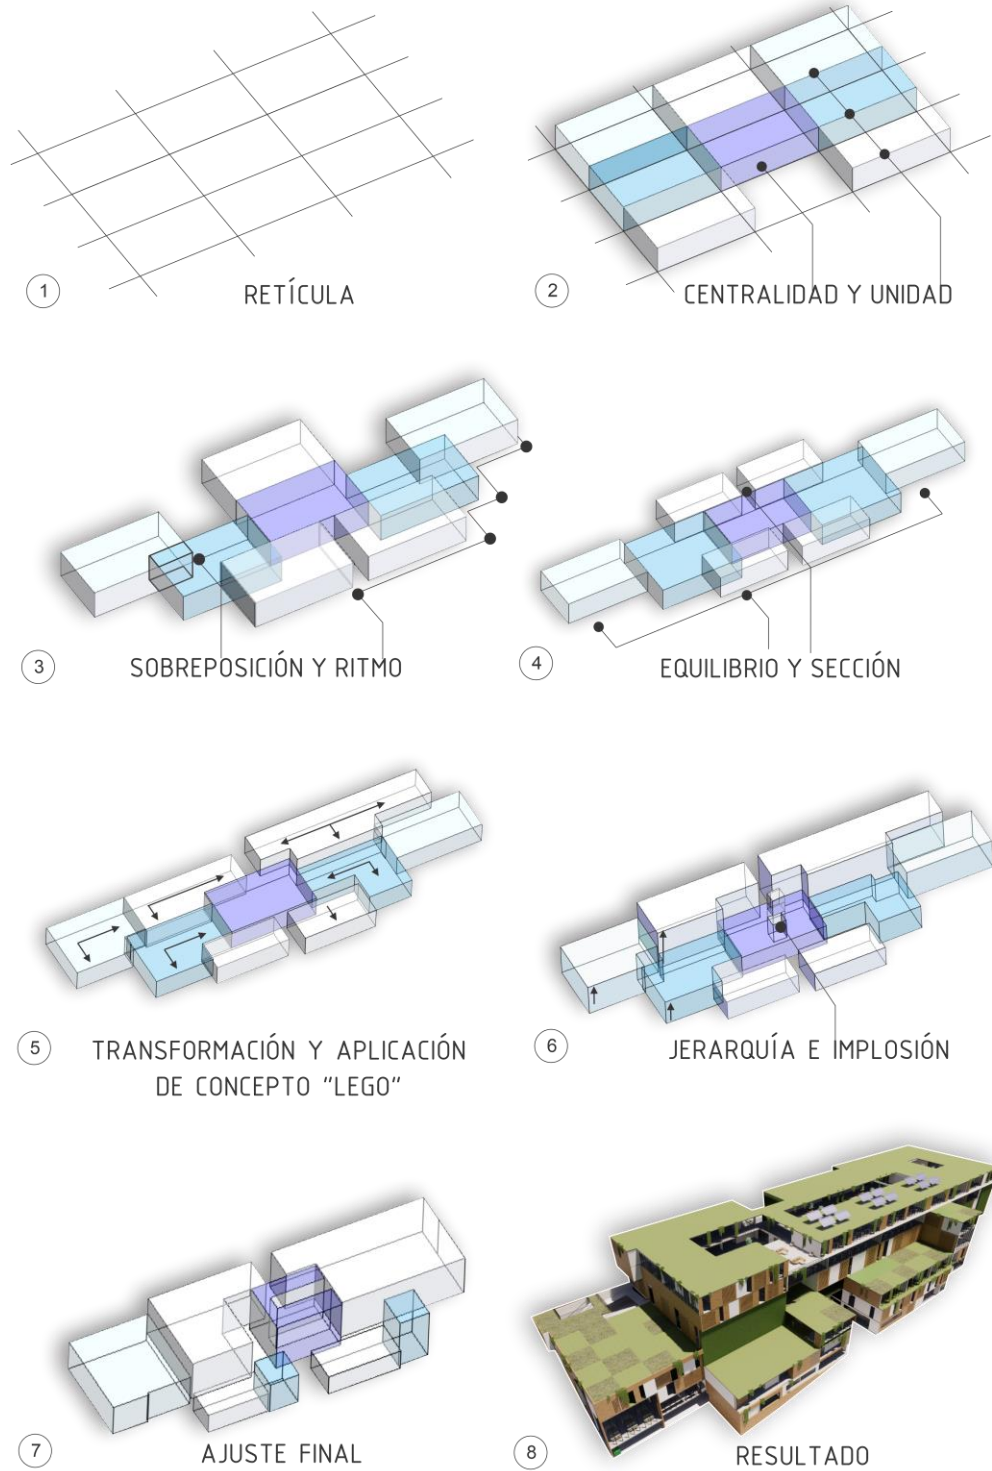 1 RETÍCULA
2 CENTRALIDAD Y UNIDAD
3 SOBREPOSICIÓN Y RITMO
4 EQUILIBRIO Y SECCIÓN
5 TRANSFORMACIÓN Y APLICACIÓN
DE CONCEPTO "LEGO"
6 JERARQUÍA E IMPLOSIÓN
7 AJUSTE FINAL
8 RESULTADO